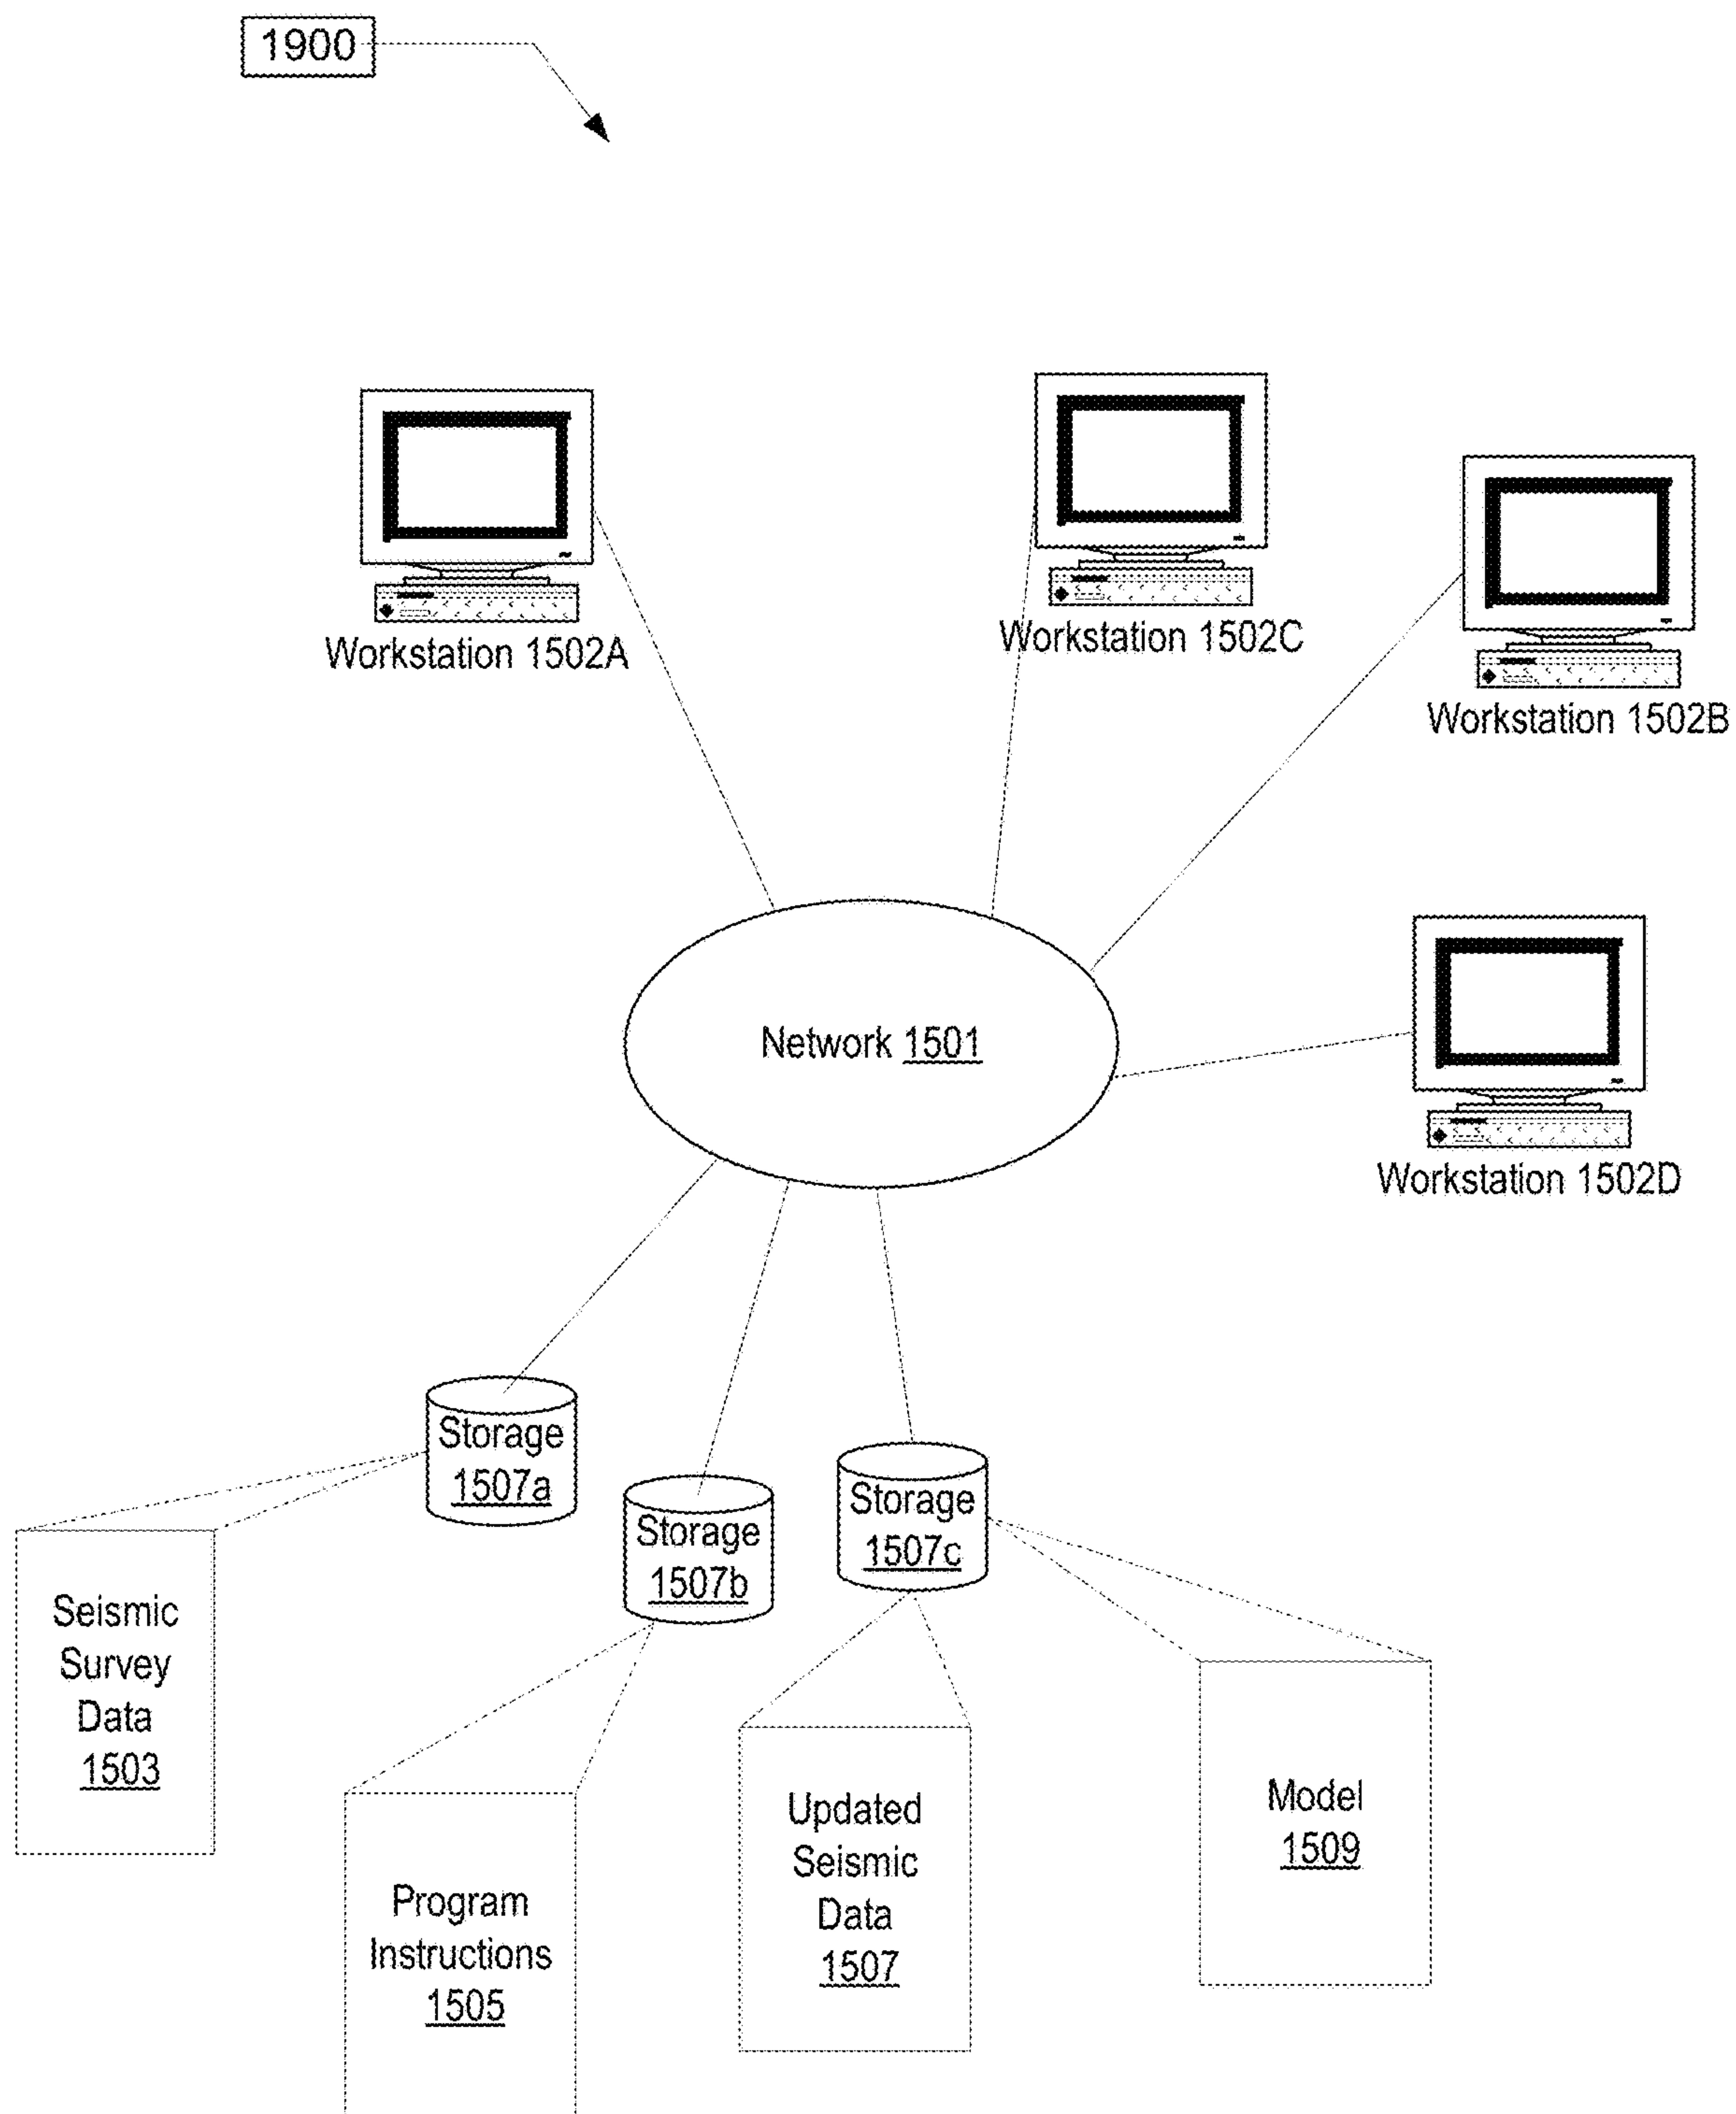 1900
Workstation 1502A
Workstation 1502C
Workstation 1502B
Network 1501
Workstation 1502D
Storage
1507a
Storage
1507b
Storage
1507c
Seismic
Survey
Data
1503
Program
Instructions
1505
Updated
Seismic
Data
1507
Model
1509